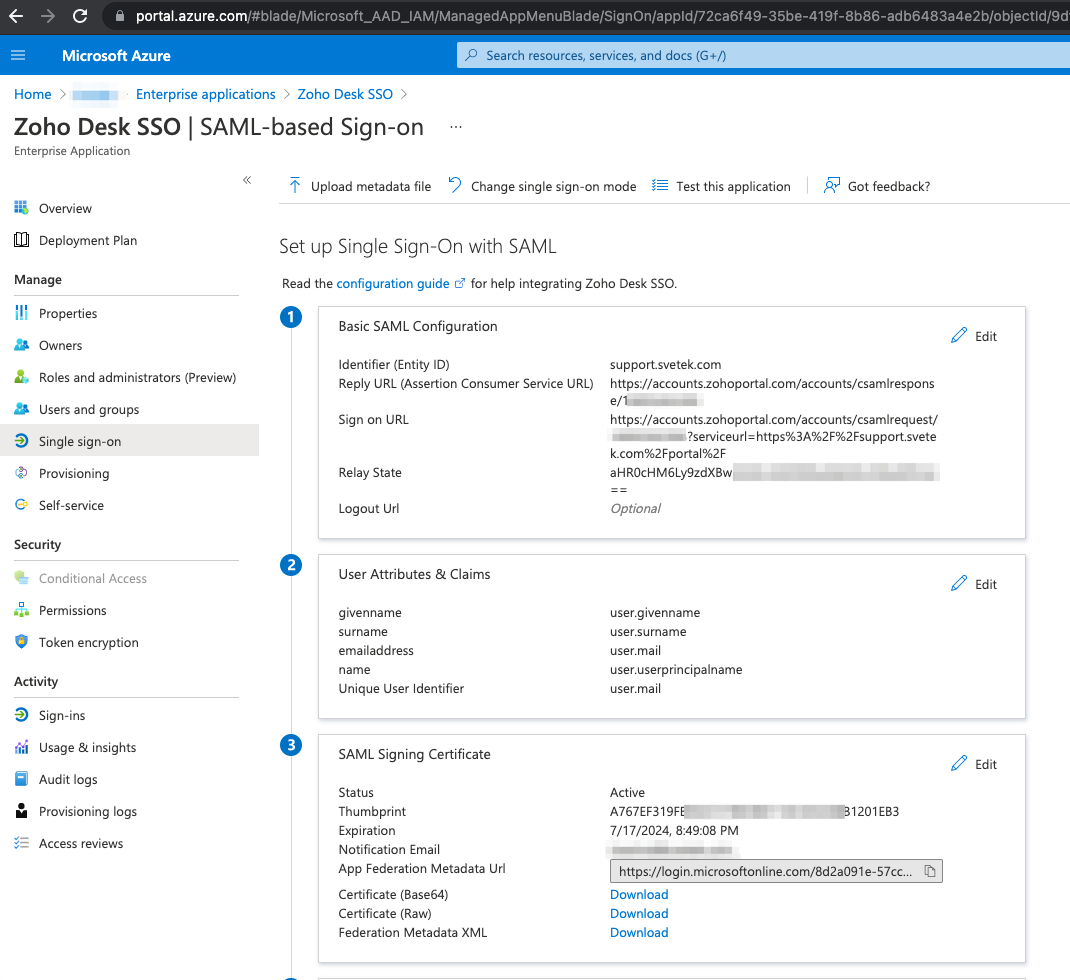 portal.azure.com/#blade/Microsoft_AAD_IAM/ManagedAppMenuBlade/SignOn/appId/72ca6f49-35be-419f-8b86-adb6483a4e2b/objectId/9d
Microsoft Azure
Search resources, services, and docs (G+/)
Home > Enterprise applications > Zoho Desk SSO >
Zoho Desk SSO | SAML-based Sign-on ...
Enterprise Application
«
Upload metadata file Change single sign-on mode Test this application Got feedback?
Overview
Deployment Plan
Manage
Properties
Owners
Roles and administrators (Preview)
Users and groups
Single sign-on
Provisioning
Self-service
Security
Conditional Access
Permissions
Token encryption
Activity
Sign-ins
Usage & insights
Audit logs
Provisioning logs
Access reviews
Set up Single Sign-On with SAML
Read the configuration guide for help integrating Zoho Desk SSO.
1
Basic SAML Configuration
Edit
Identifier (Entity ID) support.svetek.com
Reply URL (Assertion Consumer Service URL) https://accounts.zohoportal.com/accounts/csamlrespons
e/1
Sign on URL https://accounts.zohoportal.com/accounts/csamlrequest/
?serviceurl=https%3A%2F%2Fsupport.svete
k.com%2Fportal%2F
Relay State aHR0cHM6Ly9zdXBw
==
Logout Url Optional
2
User Attributes & Claims
Edit
givenname user.givenname
surname user.surname
emailaddress user.mail
name user.userprincipalname
Unique User Identifier user.mail
3
SAML Signing Certificate
Edit
Status Active
Thumbprint A767EF319FE B1201EB3
Expiration 7/17/2024, 8:49:08 PM
Notification Email
App Federation Metadata Url https://login.microsoftonline.com/8d2a091e-57cc...
Certificate (Base64) Download
Certificate (Raw) Download
Federation Metadata XML Download